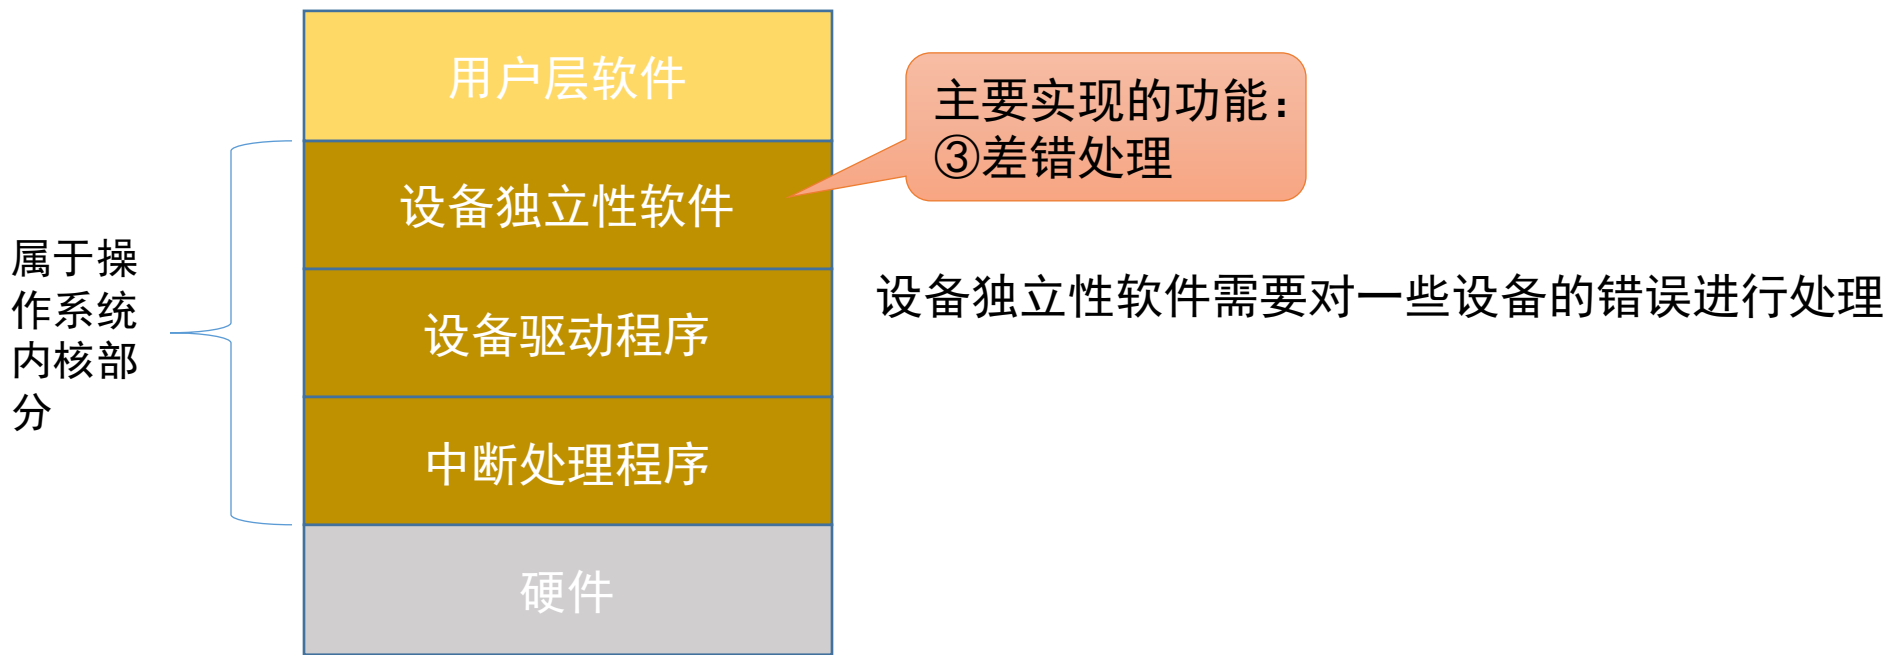 用户层软件
主要实现的功能：
③差错处理
设备独立性软件
属于操
作系统
内核部
分
设备独立性软件需要对一些设备的错误进行处理
设备驱动程序
中断处理程序
硬件